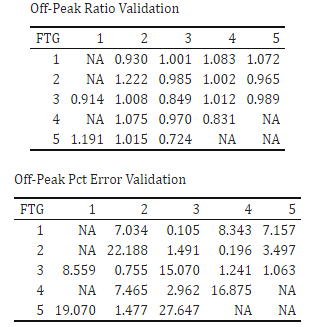 Off-Peak Ratio Validation
FTG 1 2 3 4 5
1 NA 0.930 1.001 1.083 1.072
2 NA 1.222 0.985 1.002 0.965
3 0.914 1.008 0.849 1.012 0.989
4 NA 1.075 0.970 0.831 NA
5 1.191 1.015 0.724 NA NA
Off-Peak Pct Error Validation
FTG 1 2 3 4 5
1 NA 7.034 0.105 8.343 7.157
2 NA 22.188 1.491 0.196 3.497
3 8.559 0.755 15.070 1.241 1.063
4 NA 7.465 2.962 16.875 NA
5 19.070 1.477 27.647 NA NA